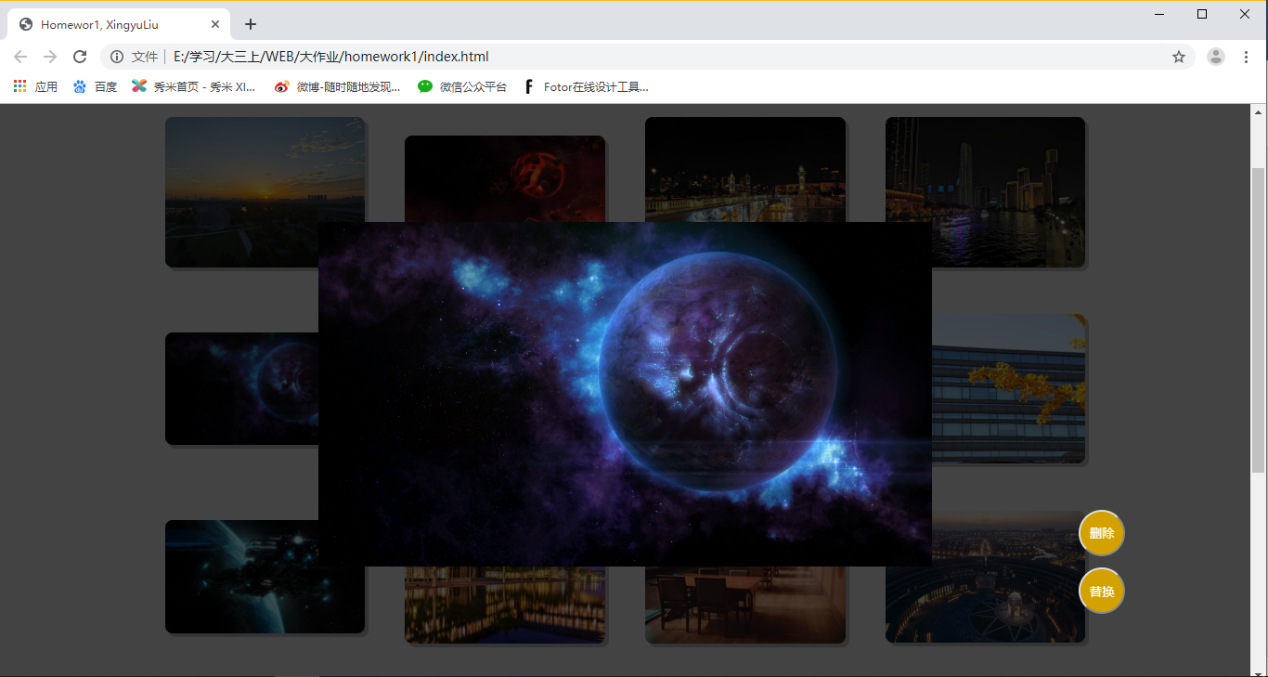 Homewor1, XingyuLiu
文件 | E:/学习/大三上/WEB/大作业/homework1/index.html
应用 百度 秀米首页 - 秀米 XI... 微博-随时随地发现... 微信公众平台 Fotor在线设计工具...
删除
替换